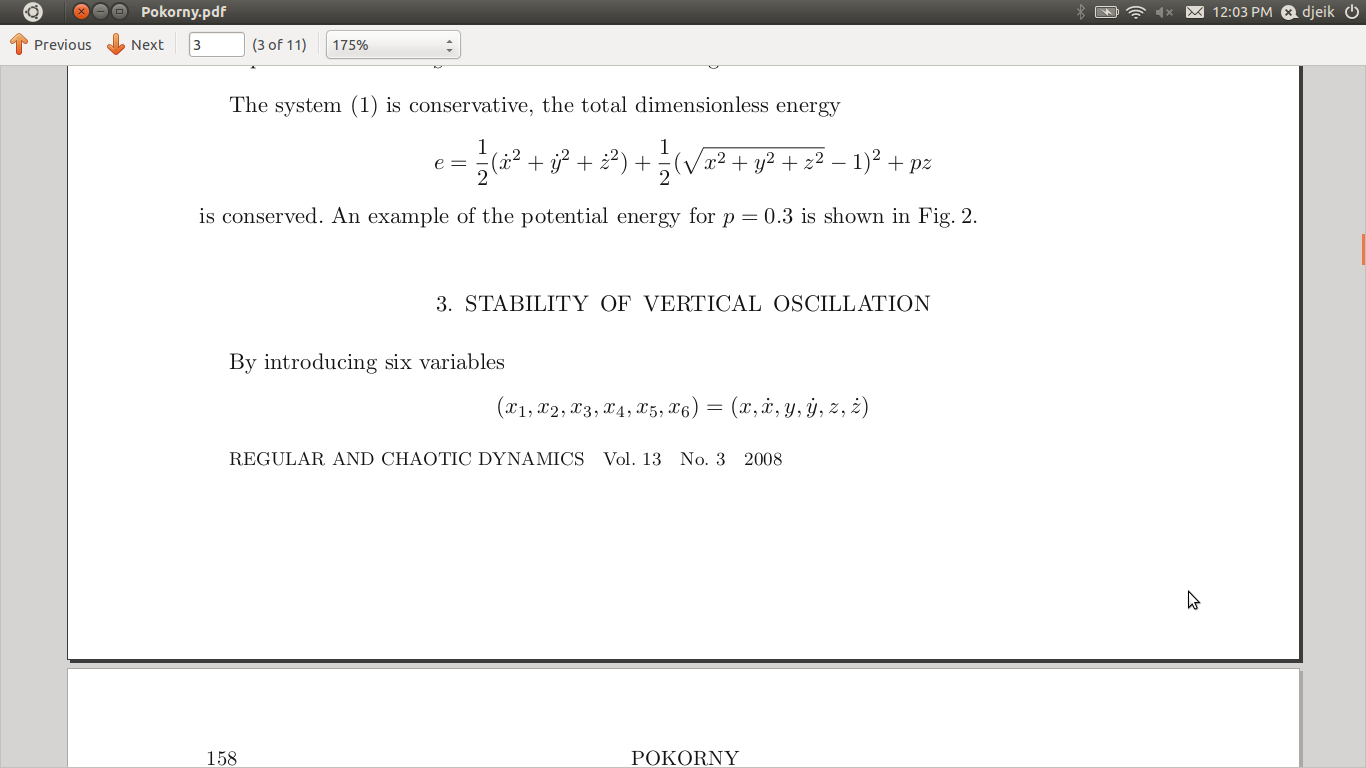 Pokorny.pdf
12:03 PM djeik
Previous Next 3 (3 of 11) 175%
The system (1) is conservative, the total dimensionless energy
e = \frac{1}{2}(ẋ² + ẏ² + ż²) + \frac{1}{2}(\sqrt{x² + y² + z²} − 1)² + pz
is conserved. An example of the potential energy for p = 0.3 is shown in Fig. 2.
3. STABILITY OF VERTICAL OSCILLATION
By introducing six variables
(x₁, x₂, x₃, x₄, x₅, x₆) = (x, ẋ, y, ẏ, z, ż)
REGULAR AND CHAOTIC DYNAMICS Vol. 13 No. 3 2008
158 POKORNY